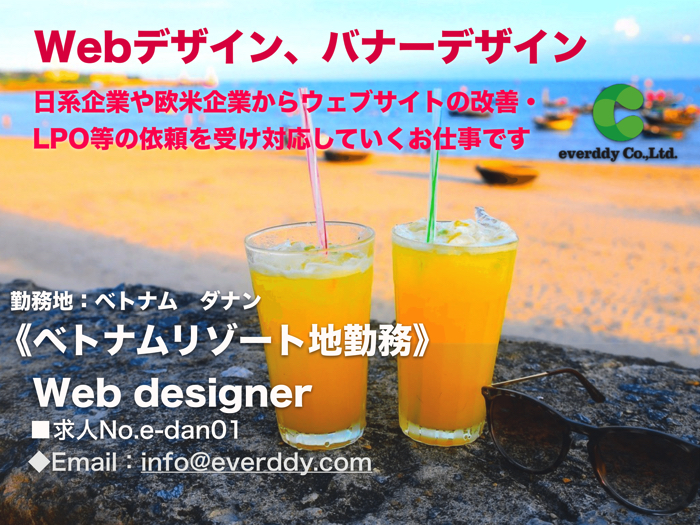 Webデザイン、バナーデザイン
日系企業や欧米企業からウェブサイトの改善・
LPO等の依頼を受け対応していくお仕事です
everddy Co.,Ltd.
勤務地：ベトナム　ダナン
《ベトナムリゾート地勤務》
Web designer
■求人No.e-dan01
◆Email：info@everddy.com